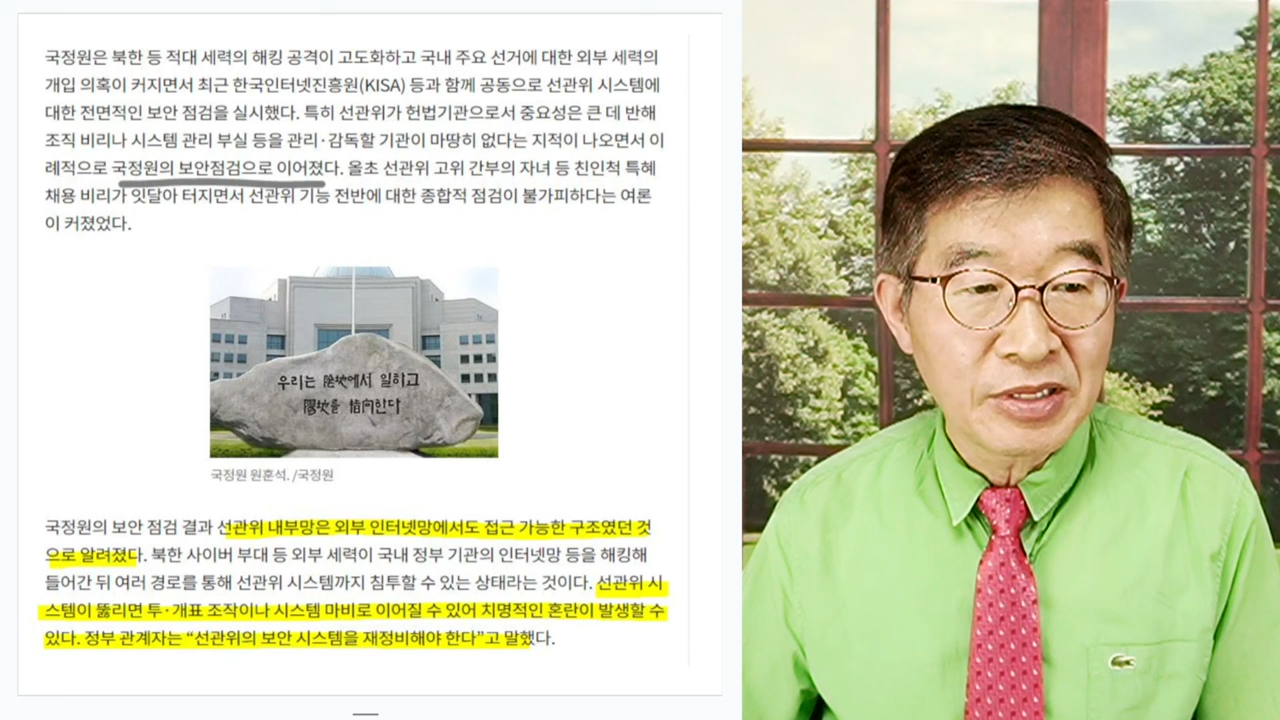 국정원은 북한 등 적대 세력의 해킹 공격이 고도화하고 국내 주요 선거에 대한 외부 세력의
개입 의혹이 커지면서 최근 한국인터넷진흥원(KISA) 등과 함께 공동으로 선관위 시스템에
대한 전면적인 보안 점검을 실시했다. 특히 선관위가 헌법기관으로서 중요성은 큰 데 반해
조직 비리나 시스템 관리 부실 등을 관리·감독할 기관이 마땅히 없다는 지적이 나오면서 이
례적으로 국정원의 보안점검으로 이어졌다. 올초 선관위 고위 간부의 자녀 등 친인척 특혜
채용 비리가 잇달아 터지면서 선관위 기능 전반에 대한 종합적 점검이 불가피하다는 여론
이 커졌었다.
우리는 陰地에서 일하고
陽地를 指向한다
국정원 원훈석. /국정원
국정원의 보안 점검 결과 선관위 내부망은 외부 인터넷망에서도 접근 가능한 구조였던 것
으로 알려졌다. 북한 사이버 부대 등 외부 세력이 국내 정부 기관의 인터넷망 등을 해킹해
들어간 뒤 여러 경로를 통해 선관위 시스템까지 침투할 수 있는 상태라는 것이다. 선관위 시
스템이 뚫리면 투·개표 조작이나 시스템 마비로 이어질 수 있어 치명적인 혼란이 발생할 수
있다. 정부 관계자는 “선관위의 보안 시스템을 재정비해야 한다”고 말했다.